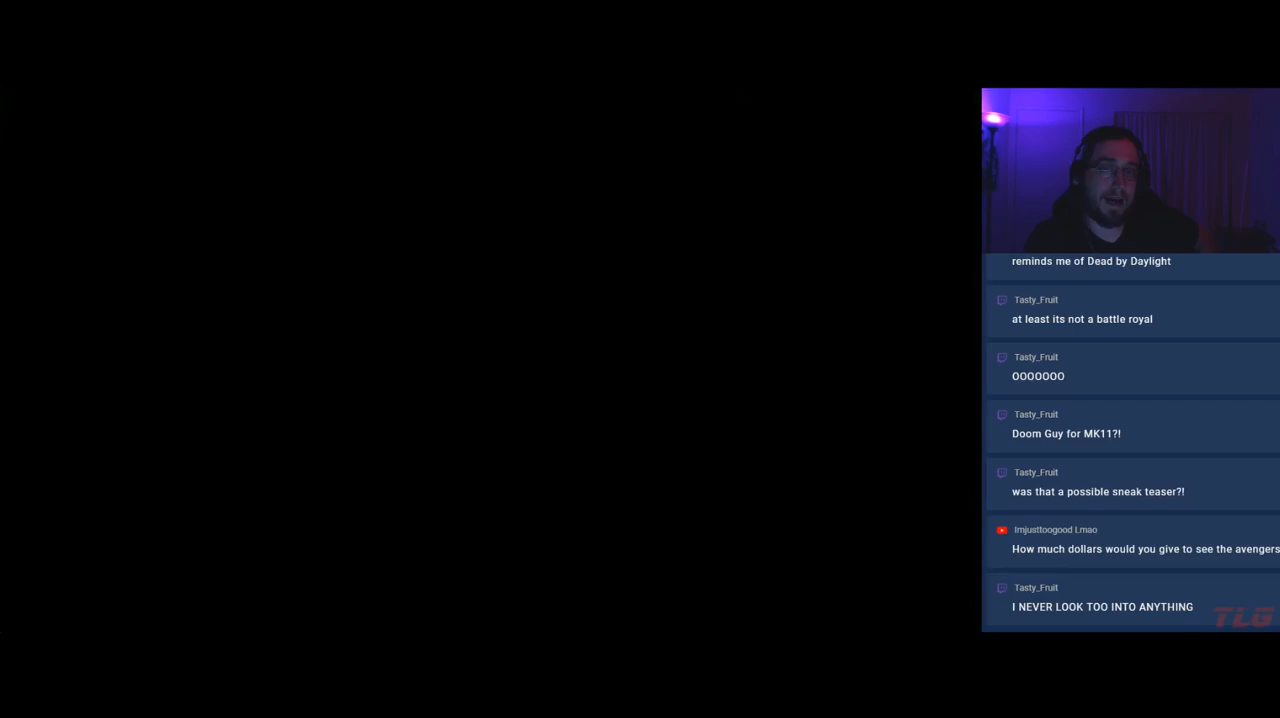 reminds me of Dead by Daylight
Tasty_Fruit
at least its not a battle royal
Tasty_Fruit
OOOOOOO
Tasty_Fruit
Doom Guy for MK11?!
Tasty_Fruit
was that a possible sneak teaser?!
Imjusttoogood Lmao
How much dollars would you give to see the avengers
Tasty_Fruit
I NEVER LOOK TOO INTO ANYTHING
TLG